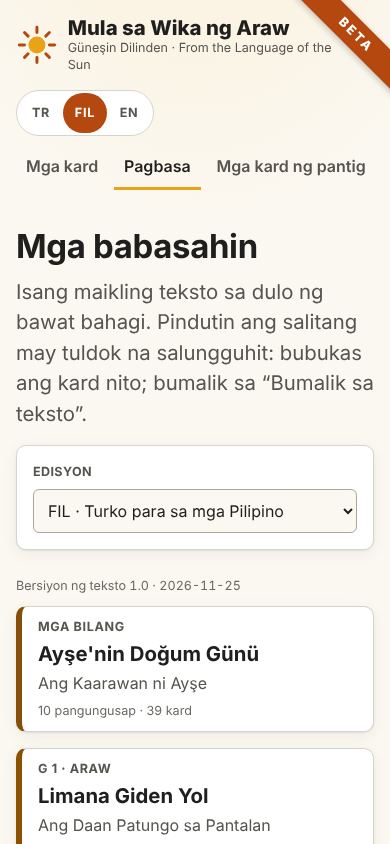 Mula sa Wika ng Araw
Güneşin Dilinden · From the Language of the
Sun
BETA
TR FIL EN
Mga kard Pagbasa Mga kard ng pantig
Mga babasahin
Isang maikling teksto sa dulo ng
bawat bahagi. Pindutin ang salitang
may tuldok na salungguhit: bubukas
ang kard nito; bumalik sa “Bumalik sa
teksto”.
EDISYON
FIL · Turko para sa mga Pilipino
Bersiyon ng teksto 1.0 · 2026-11-25
MGA BILANG
Ayşe'nin Doğum Günü
Ang Kaarawan ni Ayşe
10 pangungusap · 39 kard
G 1 · ARAW
Limana Giden Yol
Ang Daan Patungo sa Pantalan